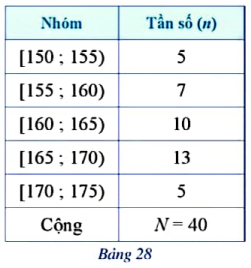 Nhóm Tần số (n)
[150 ; 155) 5
[155 ; 160) 7
[160 ; 165) 10
[165 ; 170) 13
[170 ; 175) 5
Cộng N = 40
Bảng 28